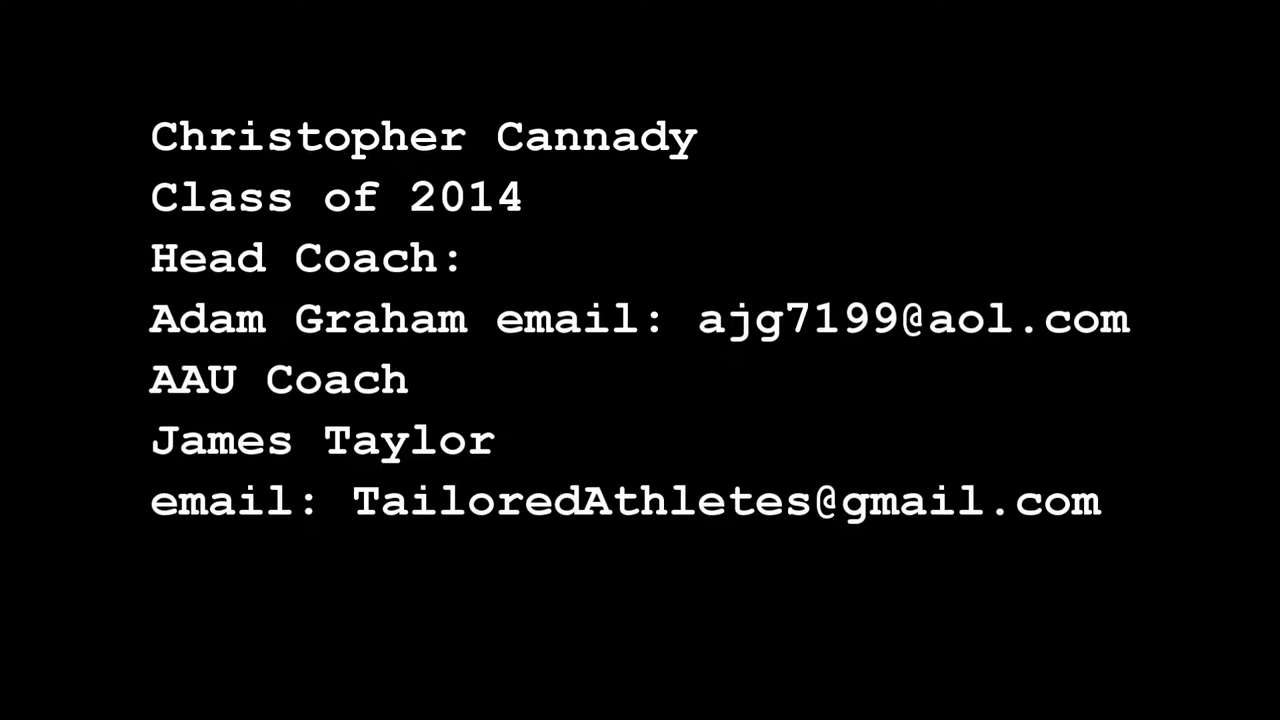 Christopher Cannady
Class of 2014
Head Coach:
Adam Graham email: ajg7199@aol.com
AAU Coach
James Taylor
email: TailoredAthletes@gmail.com